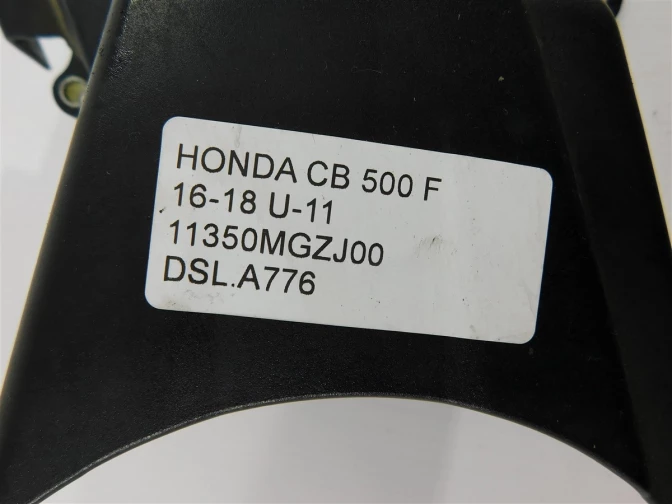 HONDA CB 500 F
16-18 U-11
11350MGZJ00
DSL.A776